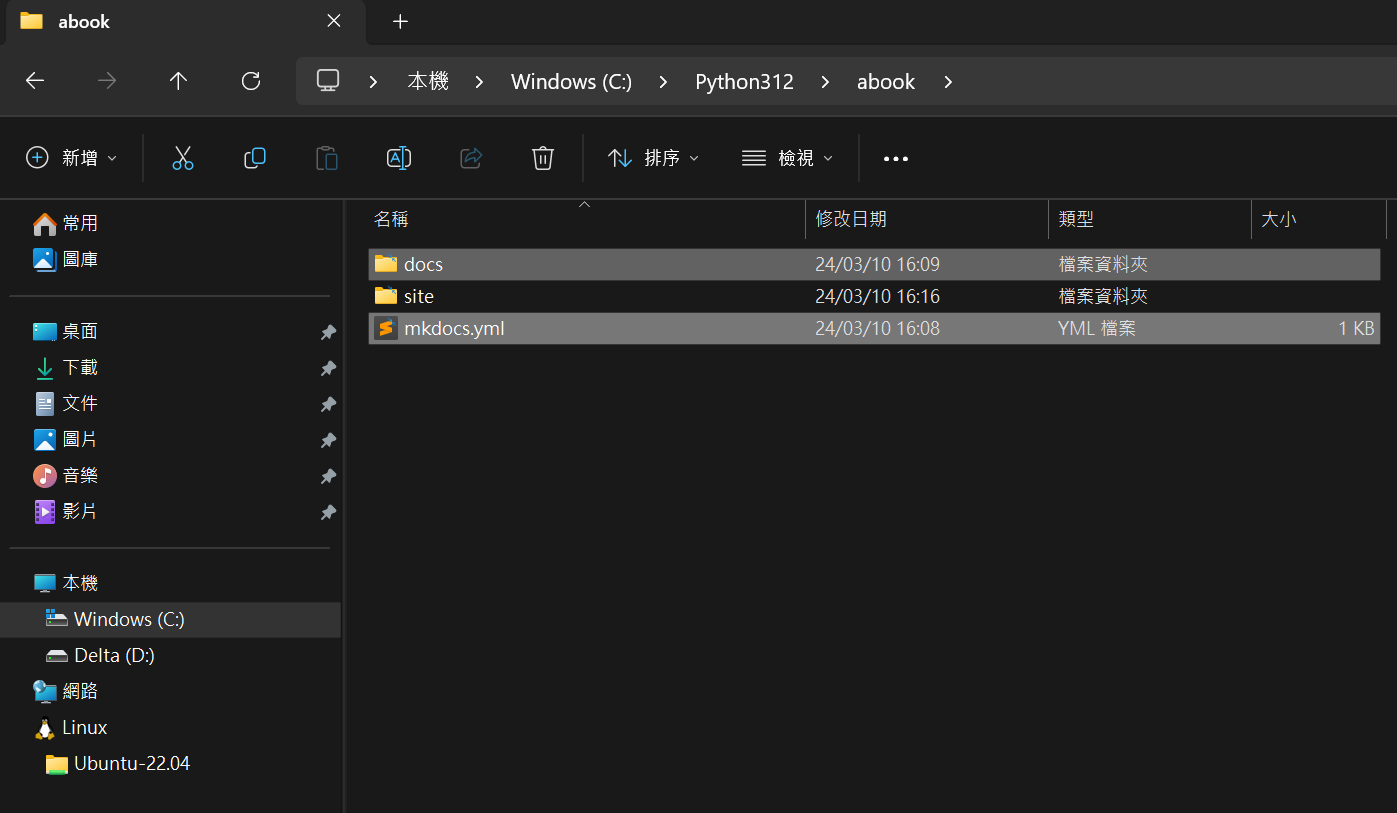 abook
本機 Windows (C:) Python312 abook
新增 排序 檢視
常用
圖庫
桌面
下載
文件
圖片
音樂
影片
本機
Windows (C:)
Delta (D:)
網路
Linux
Ubuntu-22.04
名稱 修改日期 類型 大小
docs 24/03/10 16:09 檔案資料夾
site 24/03/10 16:16 檔案資料夾
mkdocs.yml 24/03/10 16:08 YML 檔案 1 KB